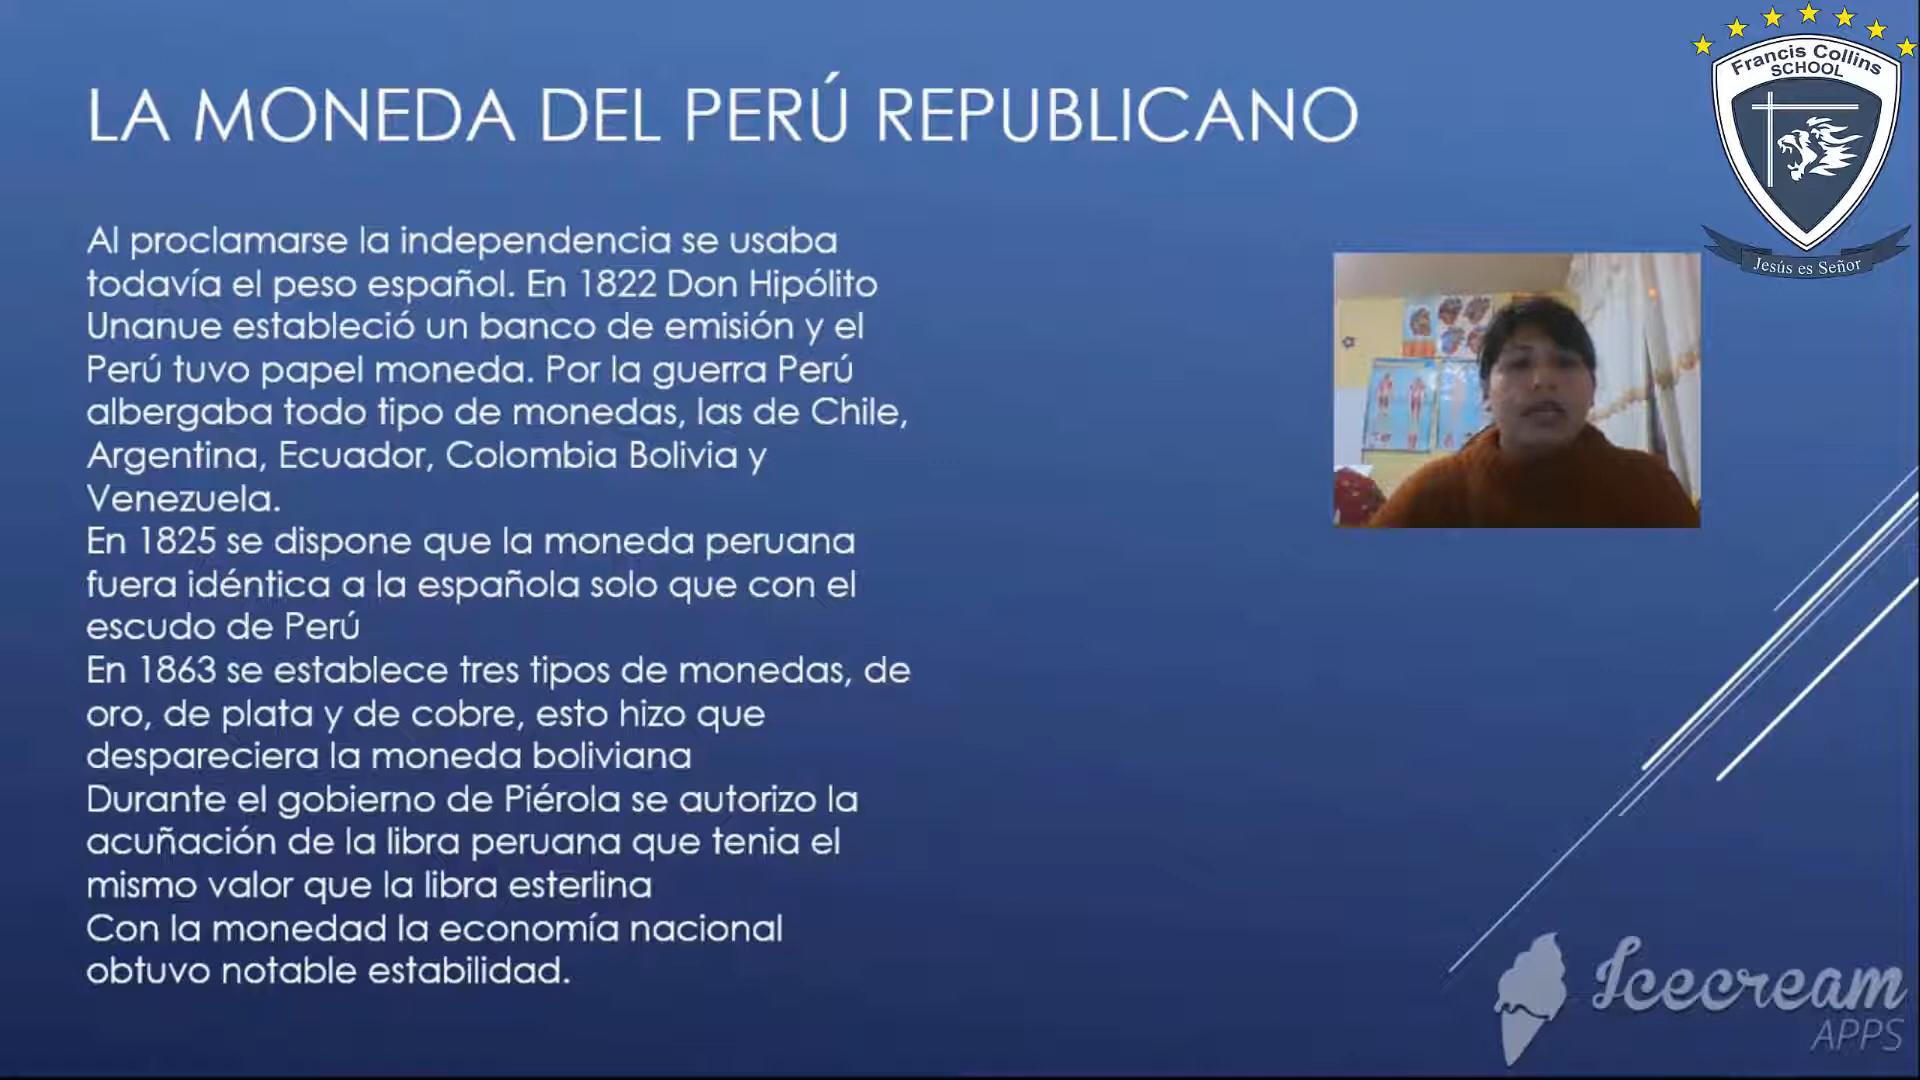 LA MONEDA DEL PERÚ REPUBLICANO
Francis Collins
SCHOOL
Jesús es Señor
Al proclamarse la independencia se usaba
todavía el peso español. En 1822 Don Hipólito
Unanue estableció un banco de emisión y el
Perú tuvo papel moneda. Por la guerra Perú
albergaba todo tipo de monedas, las de Chile,
Argentina, Ecuador, Colombia Bolivia y
Venezuela.
En 1825 se dispone que la moneda peruana
fuera idéntica a la española solo que con el
escudo de Perú
En 1863 se establece tres tipos de monedas, de
oro, de plata y de cobre, esto hizo que
despareciera la moneda boliviana
Durante el gobierno de Piérola se autorizo la
acuñación de la libra peruana que tenia el
mismo valor que la libra esterlina
Con la monedad la economía nacional
obtuvo notable estabilidad.
Icecream
APPS